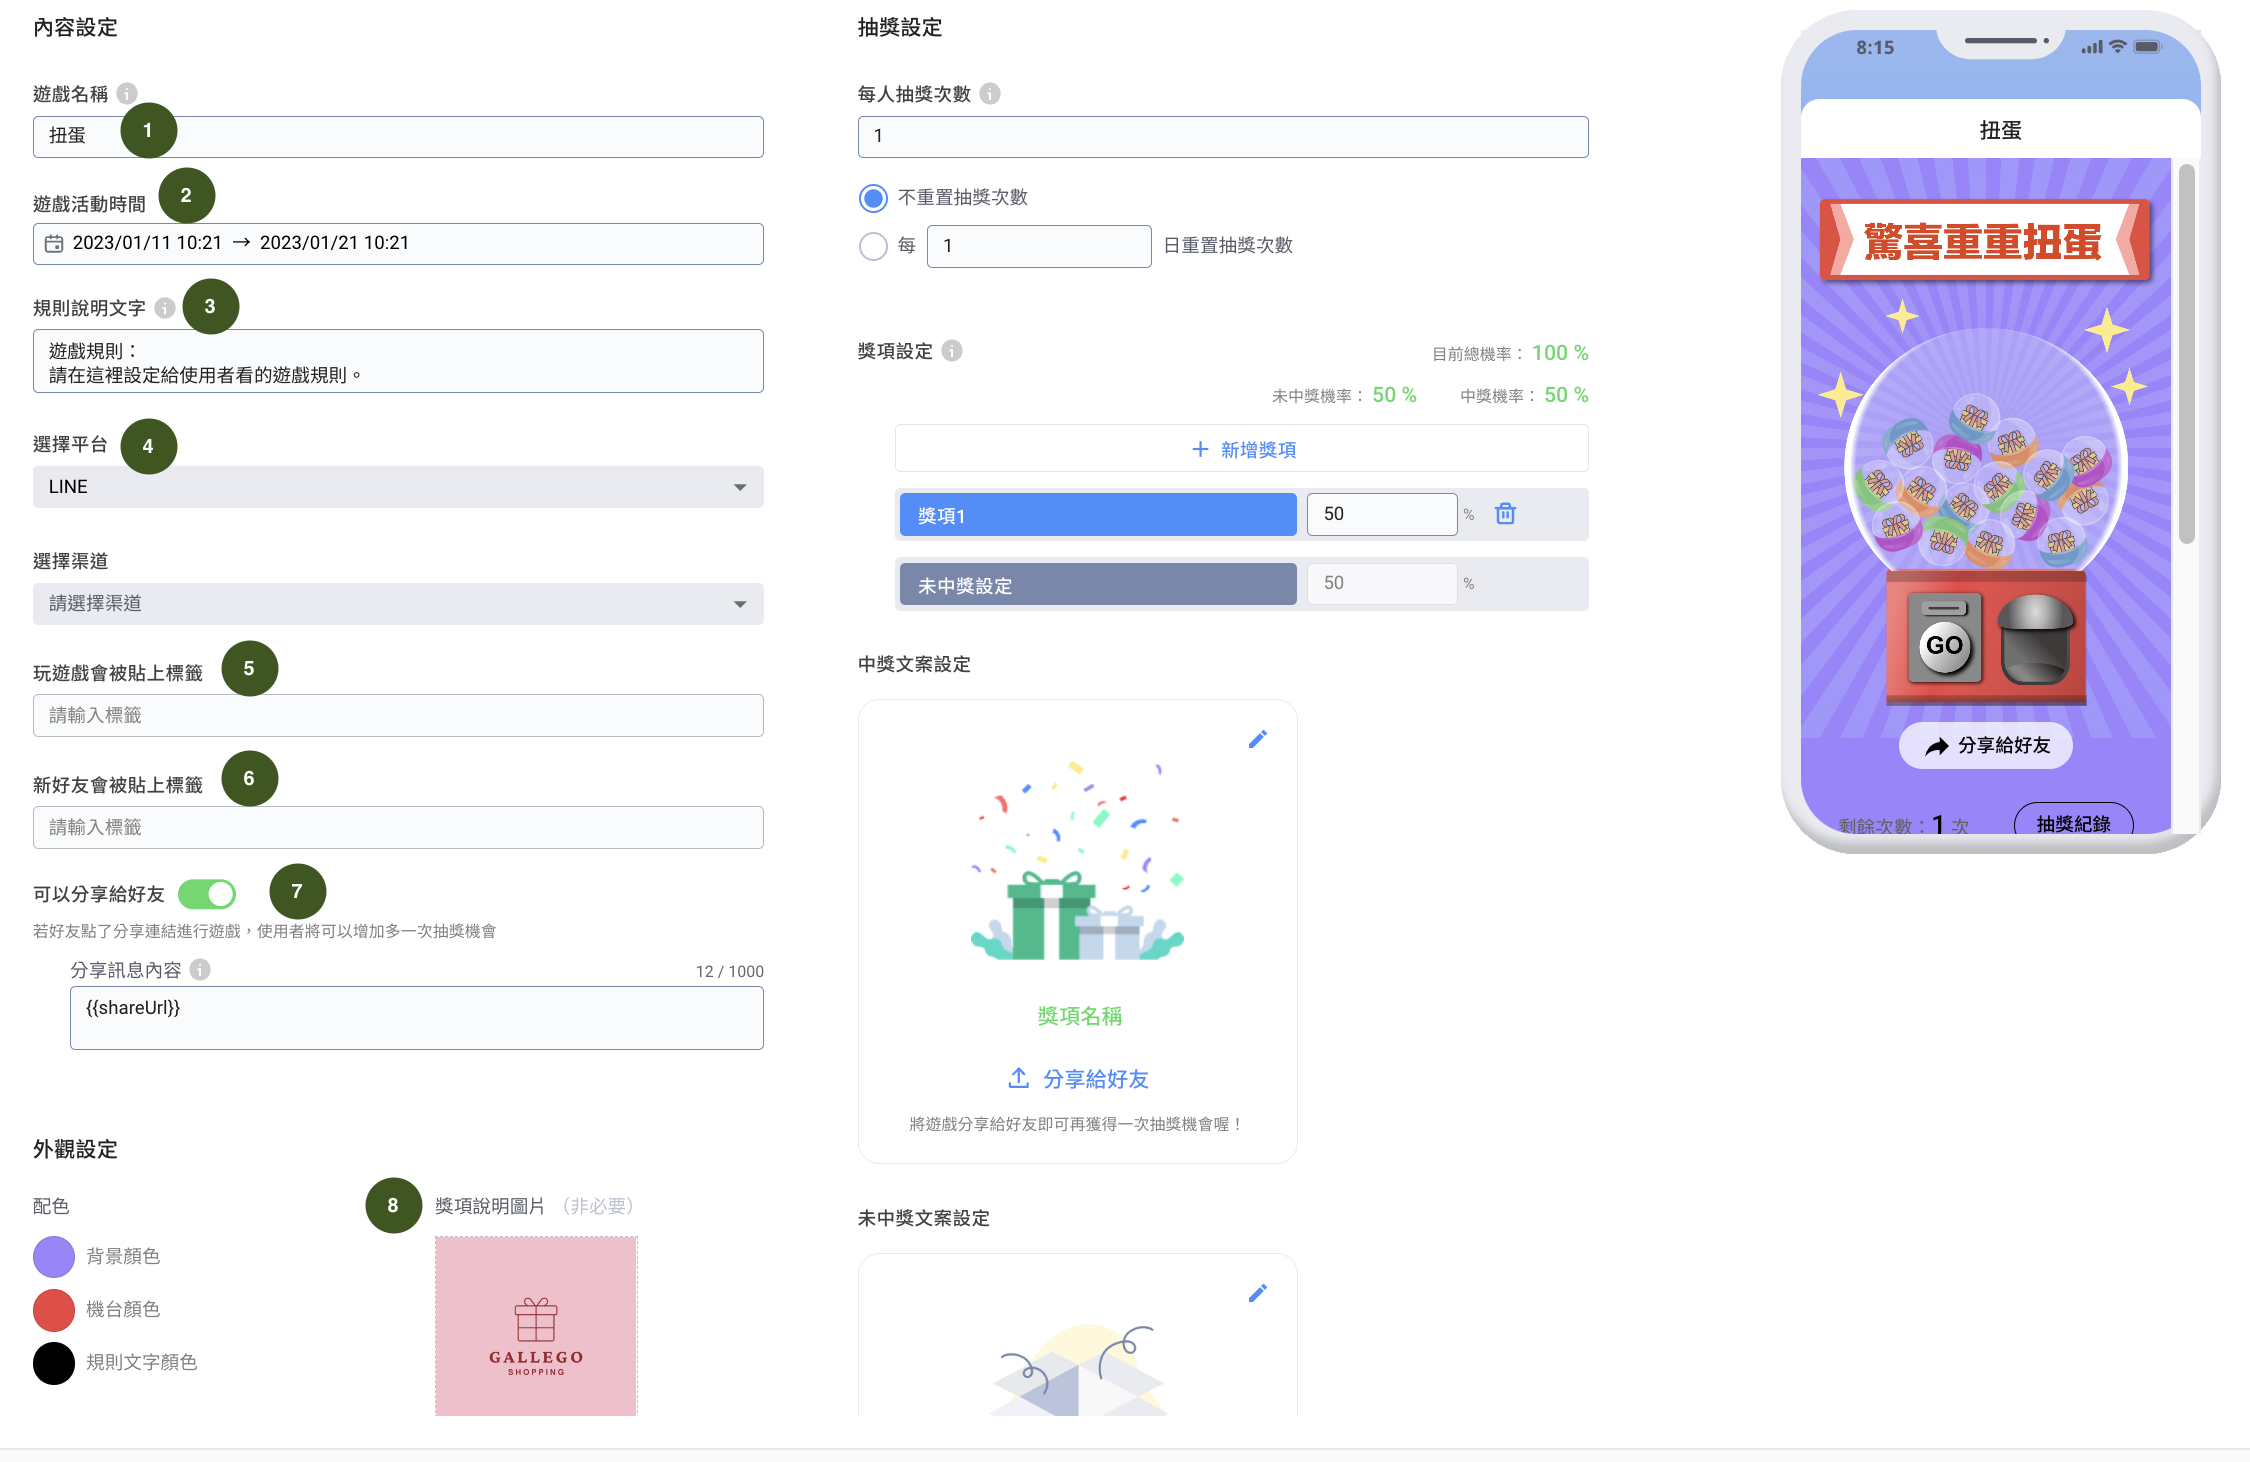 內容設定
遊戲名稱
扭蛋
1
遊戲活動時間
2
2023/01/11 10:21 → 2023/01/21 10:21
規則說明文字
3
遊戲規則：
請在這裡設定給使用者看的遊戲規則。
選擇平台
4
LINE
選擇渠道
請選擇渠道
玩遊戲會被貼上標籤
5
請輸入標籤
新好友會被貼上標籤
6
請輸入標籤
可以分享給好友
7
若好友點了分享連結進行遊戲，使用者將可以增加多一次抽獎機會
分享訊息內容
12 / 1000
{{shareUrl}}
外觀設定
配色
背景顏色
機台顏色
規則文字顏色
8
獎項說明圖片 （非必要）
GALLEGO
SHOPPING
抽獎設定
每人抽獎次數
1
不重置抽獎次數
每 1 日重置抽獎次數
獎項設定
目前總機率： 100 %
未中獎機率： 50 % 中獎機率： 50 %
+ 新增獎項
獎項1 50 %
未中獎設定 50 %
中獎文案設定
獎項名稱
分享給好友
將遊戲分享給好友即可再獲得一次抽獎機會喔！
未中獎文案設定
8:15
扭蛋
驚喜重重扭蛋
GO
分享給好友
剩餘次數：1 次
抽獎紀錄